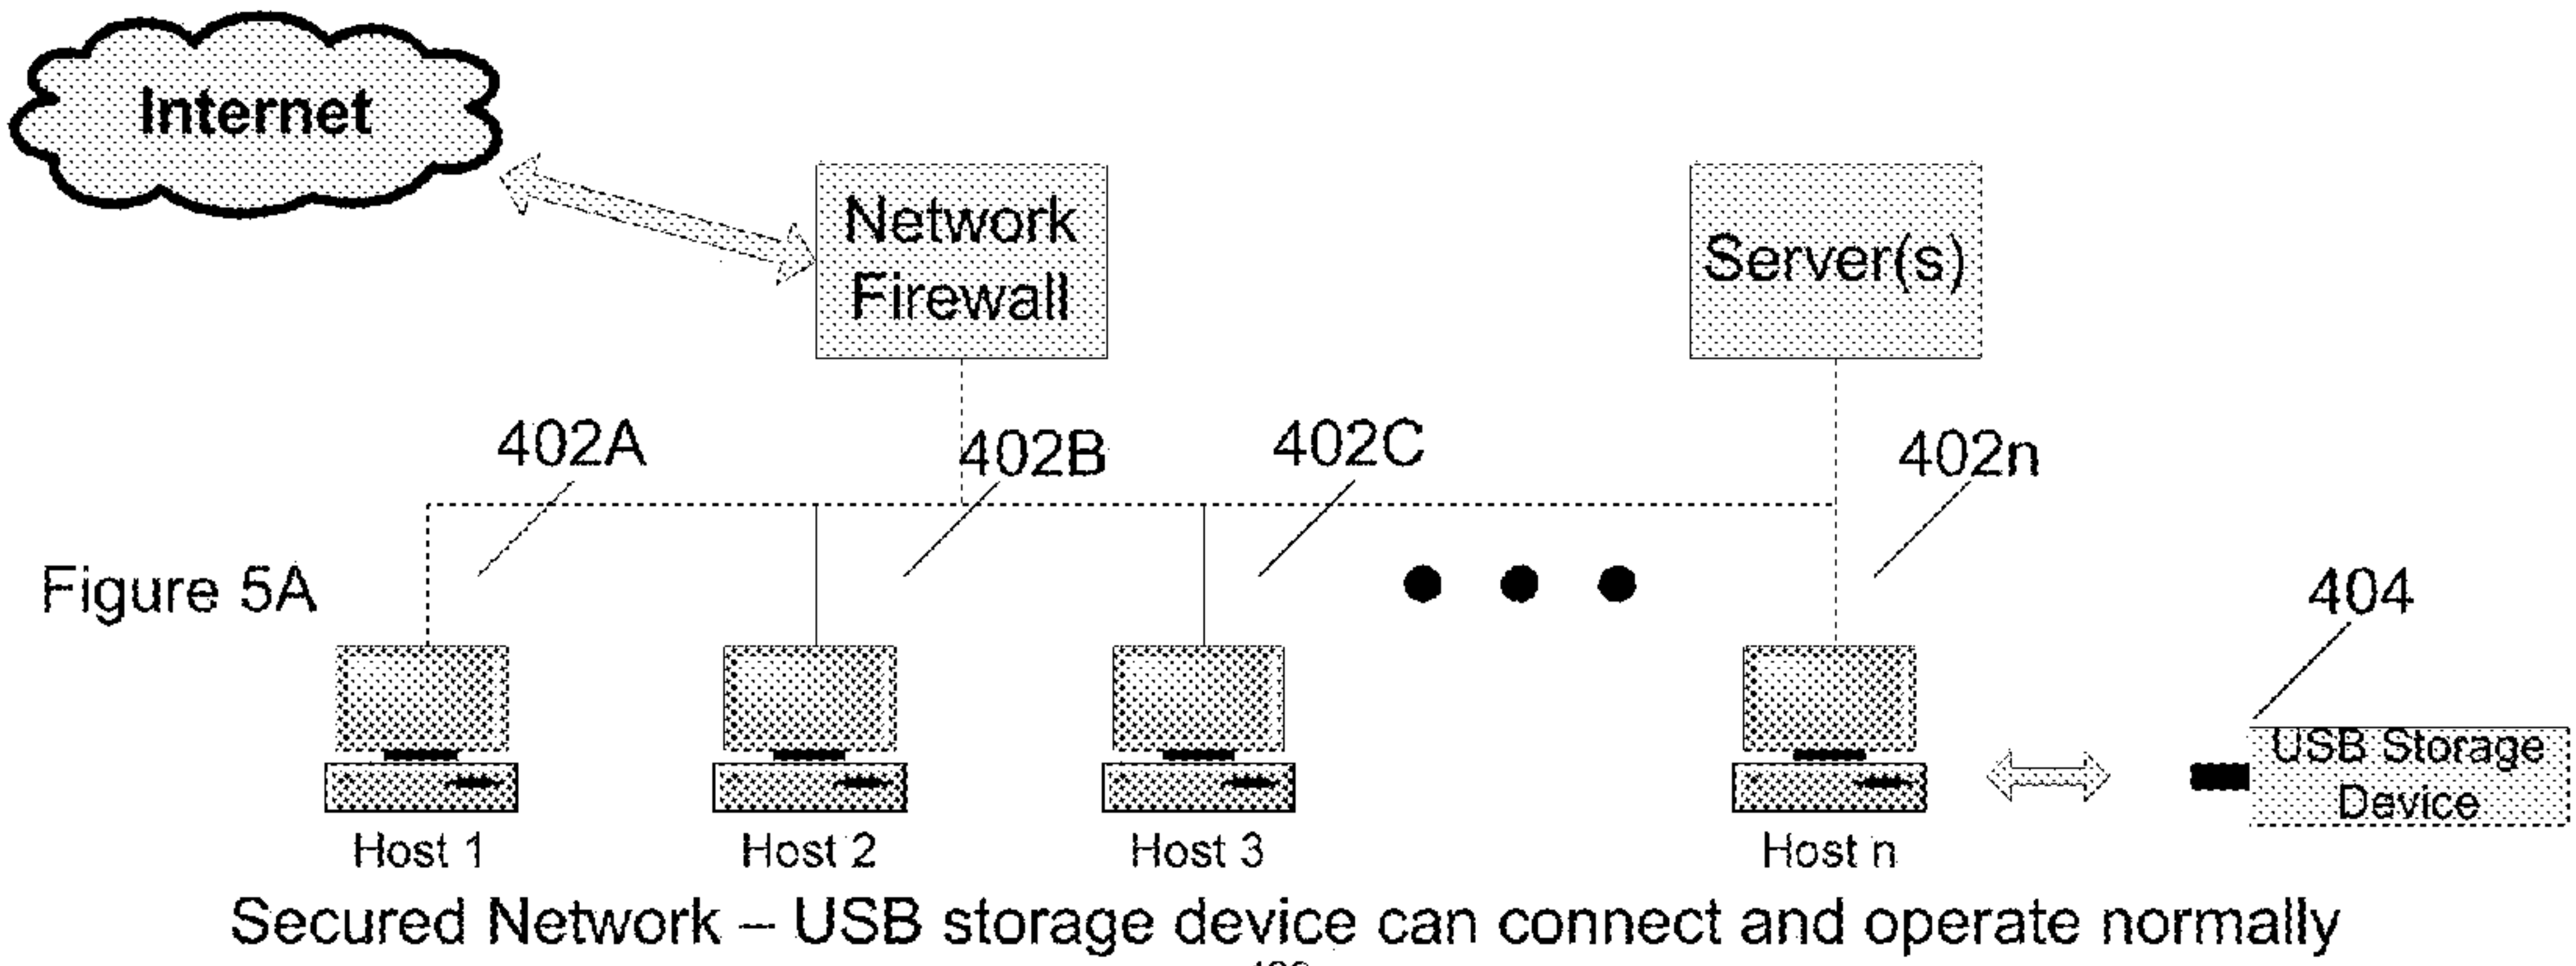 Internet
Network
Firewall
Server(s)
402A
402B
402C
402n
Figure 5A
404
USB Storage
Device
Host 1
Host 2
Host 3
Host n
Secured Network – USB storage device can connect and operate normally